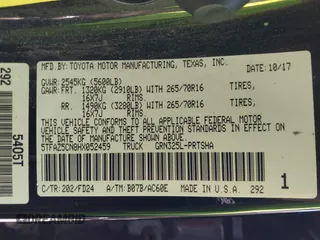 MFD.BY:TOYOTA MOTOR MANUFACTURING, TEXAS, INC.
DATE: 10/17
GVWR: 2545KG (5600LB)
GAWR:FRT. 1320KG (2910LB) WITH 265/70R16 TIRES,
16X7J RIMS
RR. 1490KG (3280LB) WITH 265/70R16 TIRES,
16X7J RIMS
THIS VEHICLE CONFORMS TO ALL APPLICABLE FEDERAL MOTOR VEHICLE SAFETY
AND THEFT PREVENTION STANDARDS IN EFFECT ON THE
DATE OF MANUFACTURE SHOWN ABOVE.
5TFAZ5CN8HX052459 TRUCK GRN325L-PRTSHA
C/TR: 202/FD24 A/TM: B07B/AC60E MADE IN U.S.A. 292 1
292 5405T